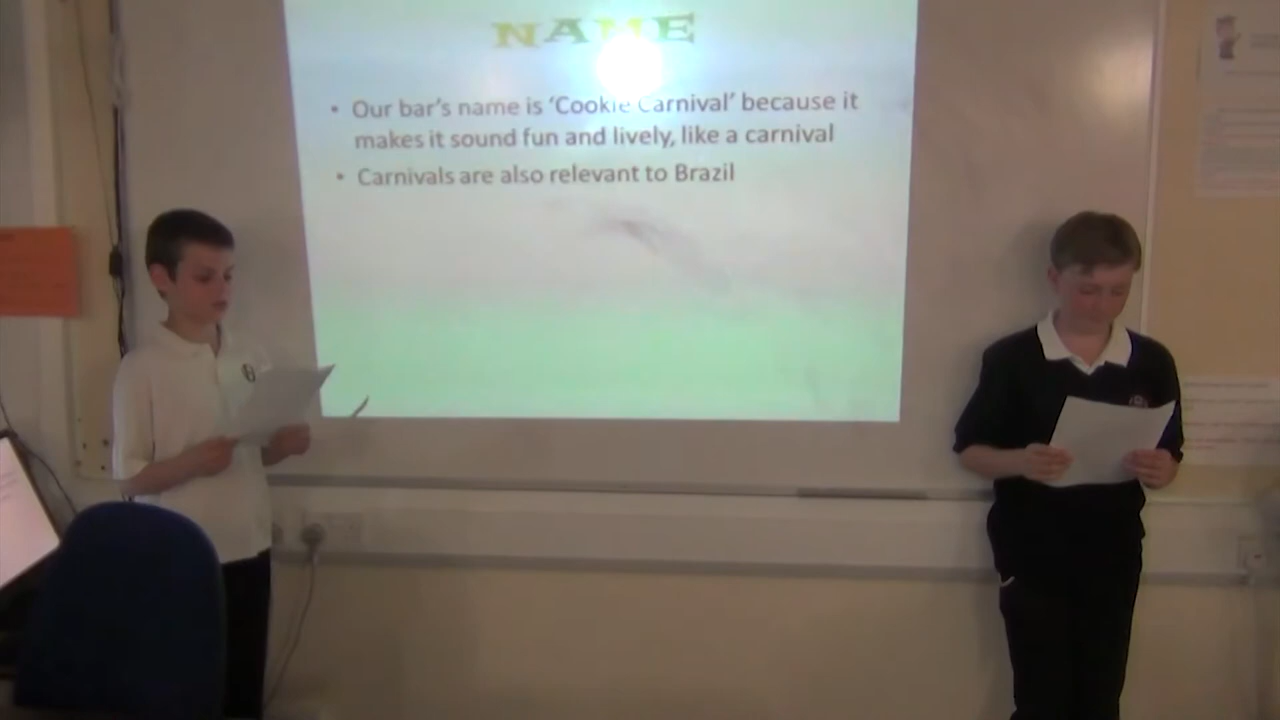 NAME
• Our bar's name is 'Cookie Carnival' because it
makes it sound fun and lively, like a carnival
• Carnivals are also relevant to Brazil